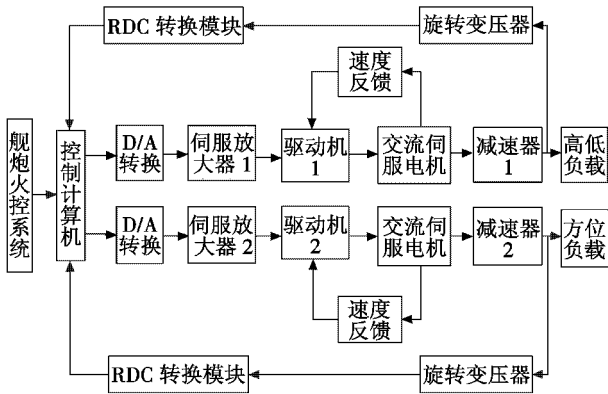 RDC 转换模块
旋转变压器
速度
反馈
舰炮火控系统
控制计算机
D/A
转换
伺服放
大器 1
驱动机
1
交流伺
服电机
减速器
1
高低
负载
D/A
转换
伺服放
大器 2
驱动机
2
交流伺
服电机
减速器
2
方位
负载
速度
反馈
RDC 转换模块
旋转变压器